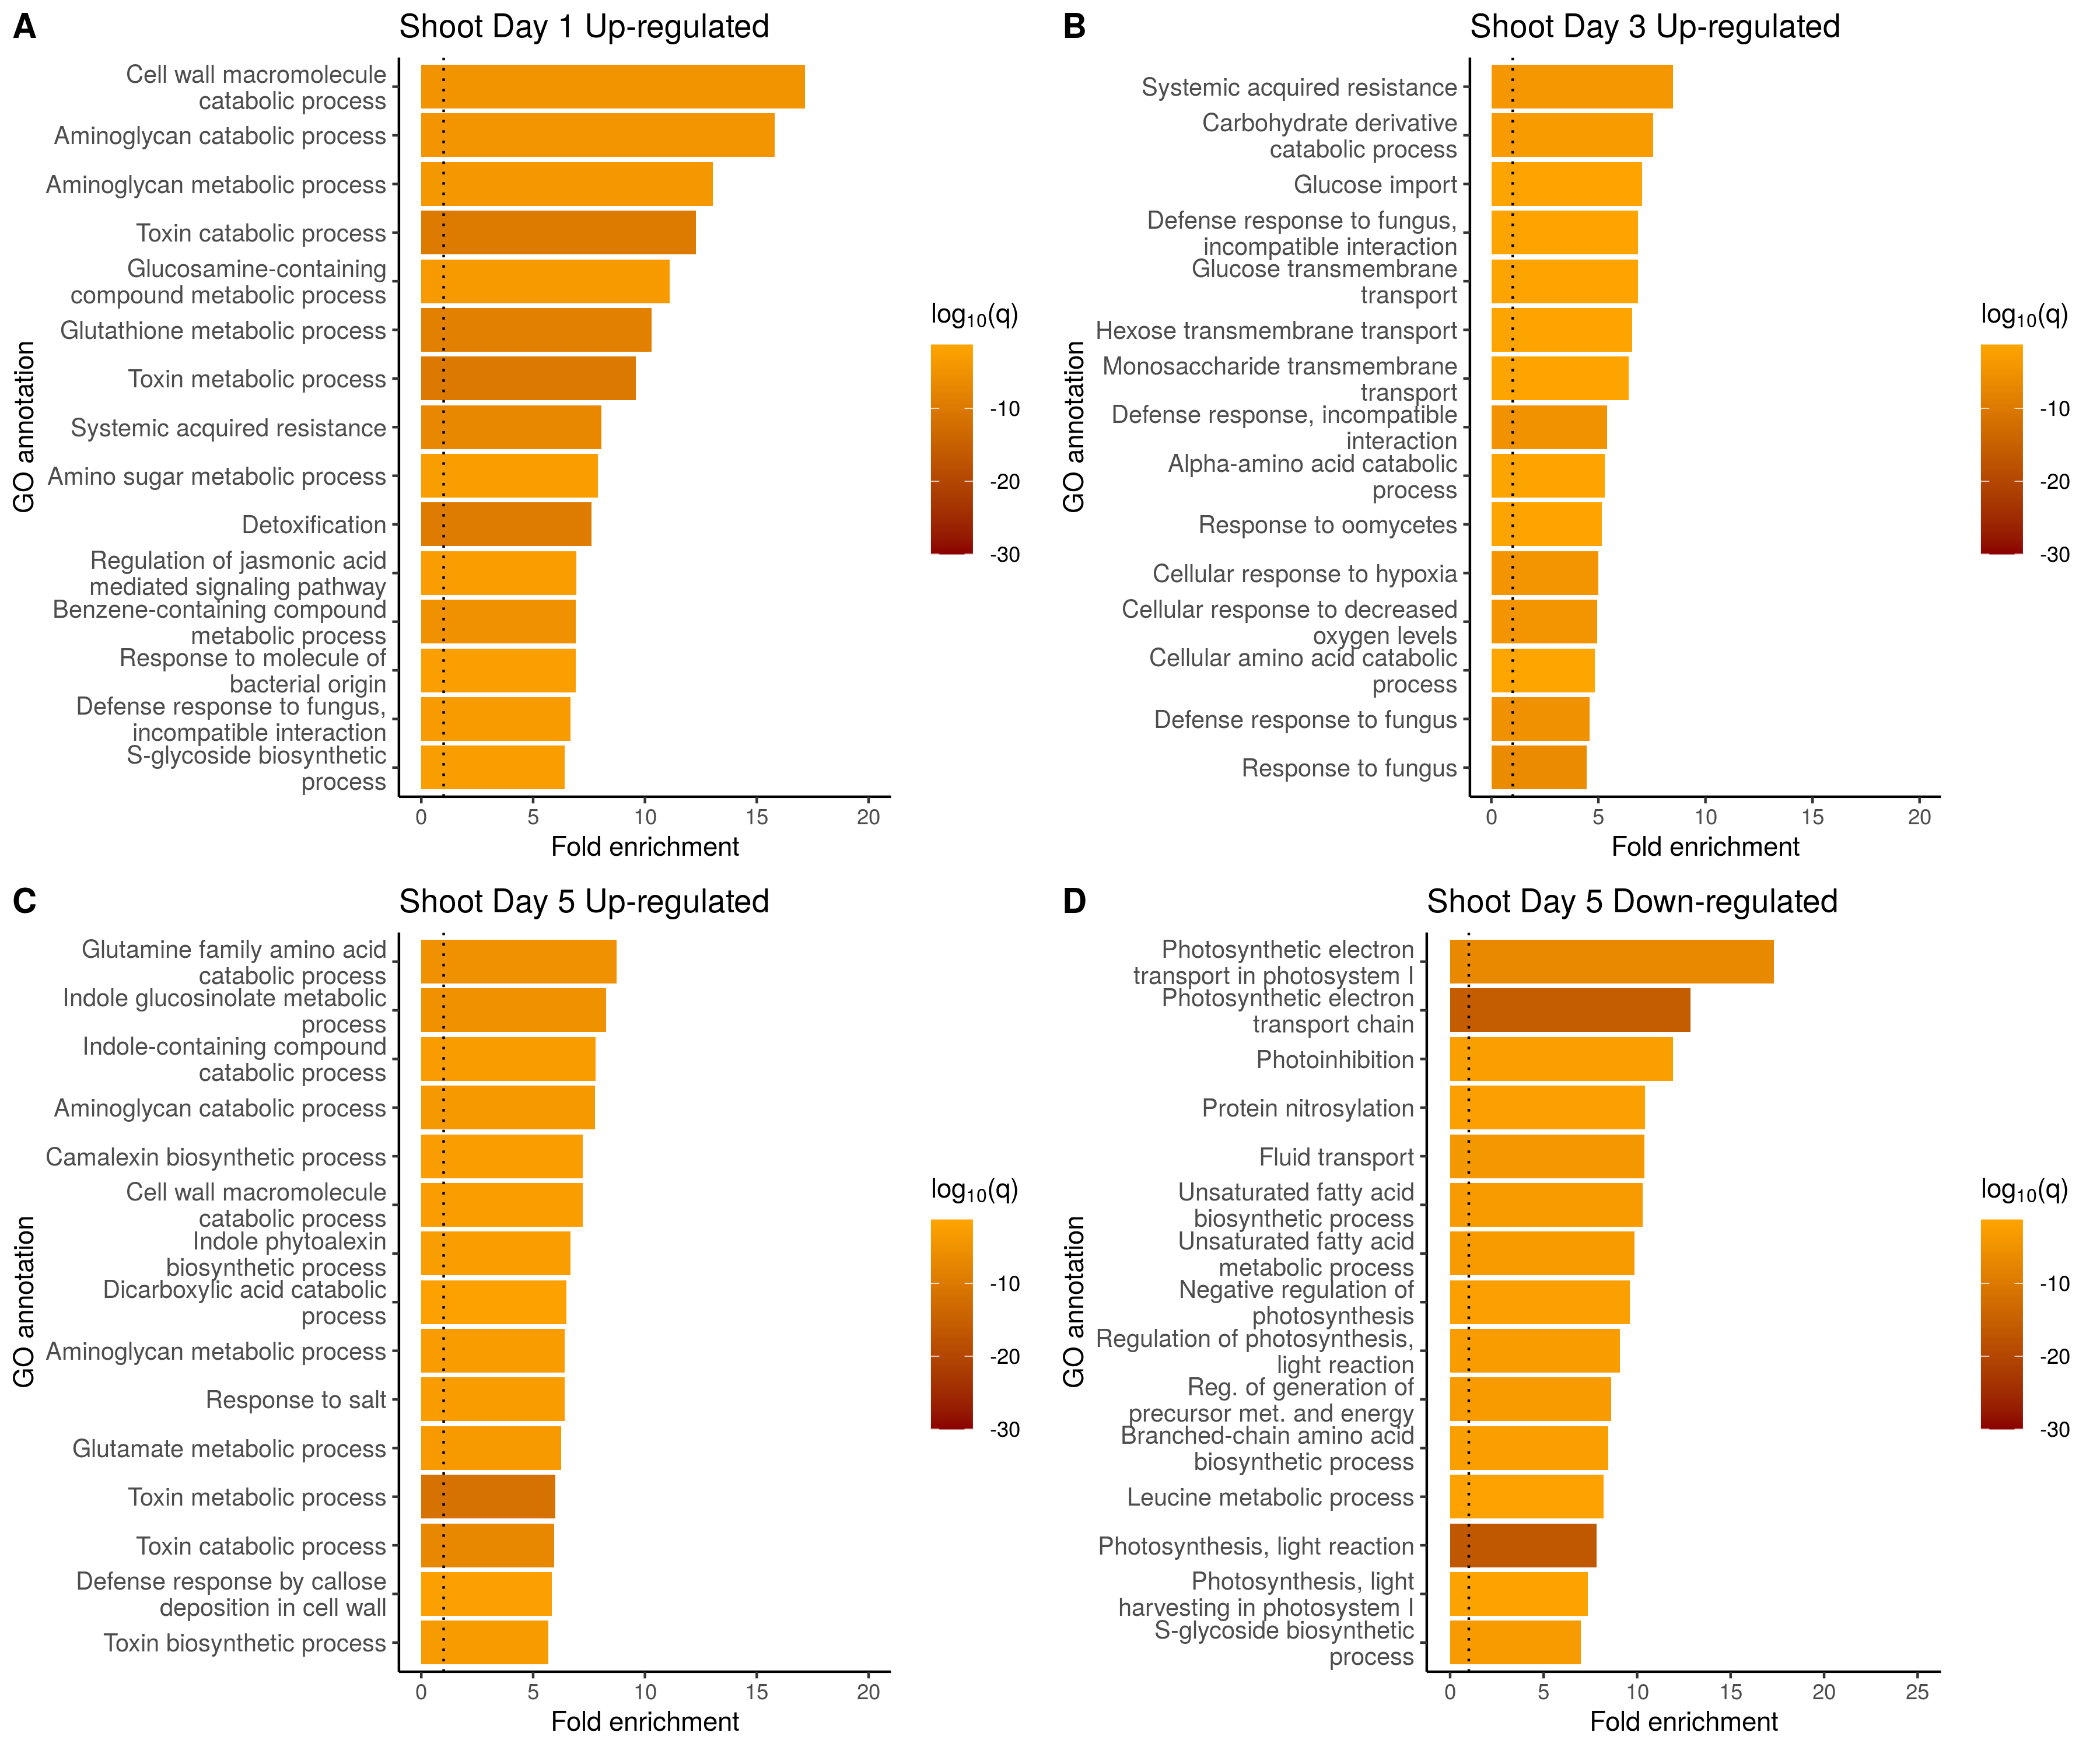 A
Shoot Day 1 Up-regulated
GO annotation
Cell wall macromolecule
catabolic process
Aminoglycan catabolic process
Aminoglycan metabolic process
Toxin catabolic process
Glucosamine-containing
compound metabolic process
Glutathione metabolic process
Toxin metabolic process
Systemic acquired resistance
Amino sugar metabolic process
Detoxification
Regulation of jasmonic acid
mediated signaling pathway
Benzene-containing compound
metabolic process
Response to molecule of
bacterial origin
Defense response to fungus,
incompatible interaction
S-glycoside biosynthetic
process
0 5 10 15 20
Fold enrichment
log10(q)
-10
-20
-30
B
Shoot Day 3 Up-regulated
GO annotation
Systemic acquired resistance
Carbohydrate derivative
catabolic process
Glucose import
Defense response to fungus,
incompatible interaction
Glucose transmembrane
transport
Hexose transmembrane transport
Monosaccharide transmembrane
transport
Defense response, incompatible
interaction
Alpha-amino acid catabolic
process
Response to oomycetes
Cellular response to hypoxia
Cellular response to decreased
oxygen levels
Cellular amino acid catabolic
process
Defense response to fungus
Response to fungus
0 5 10 15 20
Fold enrichment
log10(q)
-10
-20
-30
C
Shoot Day 5 Up-regulated
GO annotation
Glutamine family amino acid
catabolic process
Indole glucosinolate metabolic
process
Indole-containing compound
catabolic process
Aminoglycan catabolic process
Camalexin biosynthetic process
Cell wall macromolecule
catabolic process
Indole phytoalexin
biosynthetic process
Dicarboxylic acid catabolic
process
Aminoglycan metabolic process
Response to salt
Glutamate metabolic process
Toxin metabolic process
Toxin catabolic process
Defense response by callose
deposition in cell wall
Toxin biosynthetic process
0 5 10 15 20
Fold enrichment
log10(q)
-10
-20
-30
D
Shoot Day 5 Down-regulated
GO annotation
Photosynthetic electron
transport in photosystem I
Photosynthetic electron
transport chain
Photoinhibition
Protein nitrosylation
Fluid transport
Unsaturated fatty acid
biosynthetic process
Unsaturated fatty acid
metabolic process
Negative regulation of
photosynthesis
Regulation of photosynthesis,
light reaction
Reg. of generation of
precursor met. and energy
Branched-chain amino acid
biosynthetic process
Leucine metabolic process
Photosynthesis, light reaction
Photosynthesis, light
harvesting in photosystem I
S-glycoside biosynthetic
process
0 5 10 15 20 25
Fold enrichment
log10(q)
-10
-20
-30